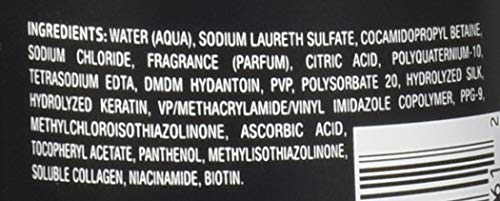 INGREDIENTS: WATER (AQUA), SODIUM LAURETH SULFATE, COCAMIDOPROPYL BETAINE,
SODIUM CHLORIDE, FRAGRANCE (PARFUM), CITRIC ACID, POLYQUATERNIUM-10,
TETRASODIUM EDTA, DMDM HYDANTOIN, PVP, POLYSORBATE 20, HYDROLYZED SILK,
HYDROLYZED KERATIN, VP/METHACRYLAMIDE/VINYL IMIDAZOLE COPOLYMER, PPG-9,
METHYLCHLOROISOTHIAZOLINONE, ASCORBIC ACID,
TOCOPHERYL ACETATE, PANTHENOL, METHYLISOTHIAZOLINONE,
SOLUBLE COLLAGEN, NIACINAMIDE, BIOTIN.